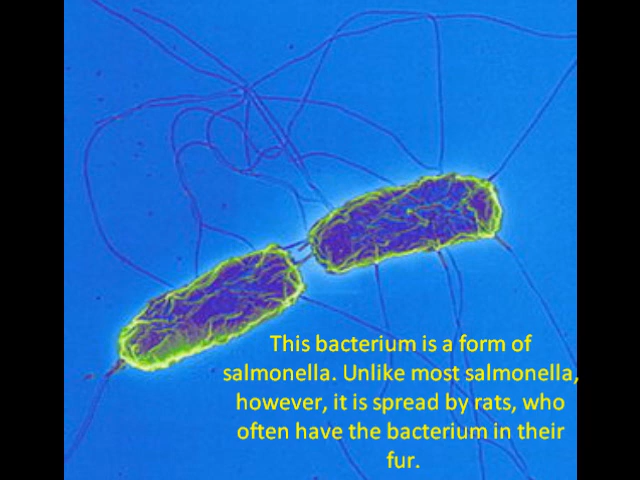 This bacterium is a form of
salmonella. Unlike most salmonella,
however, it is spread by rats, who
often have the bacterium in their
fur.